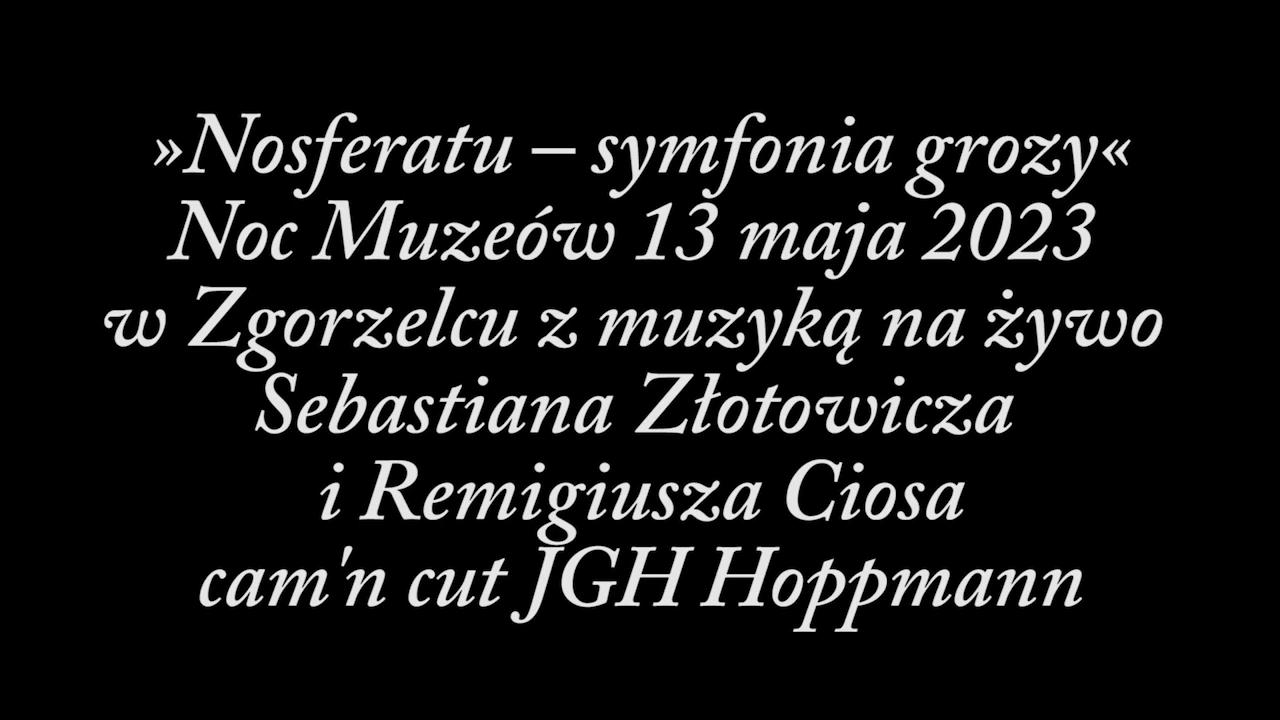 »Nosferatu – symfonia grozy«
Noc Muzeów 13 maja 2023
w Zgorzelcu z muzyką na żywo
Sebastiana Złotowicza
i Remigiusza Ciosa
cam'n cut JGH Hoppmann